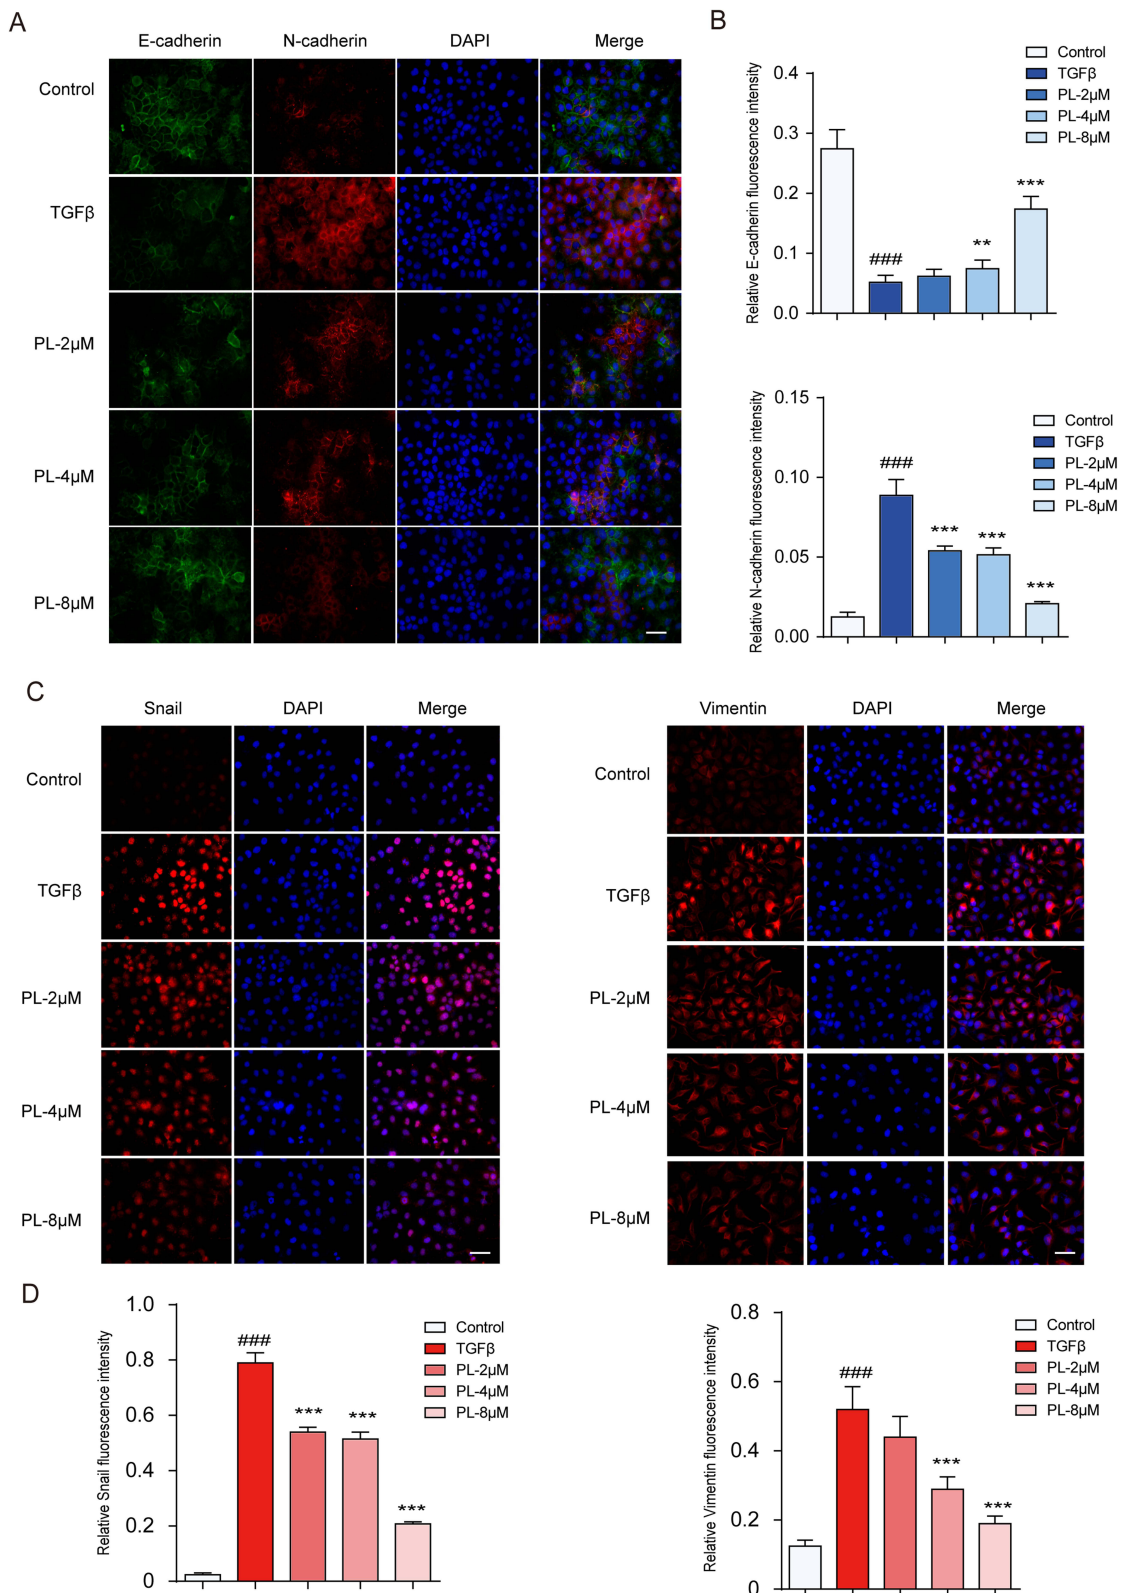 A
E-cadherin N-cadherin DAPI Merge
Control
TGFβ
PL-2μM
PL-4μM
PL-8μM
B
Relative E-cadherin fluorescence intensity
0.4
0.3
0.2
0.1
0.0
###
**
***
Control
TGFβ
PL-2μM
PL-4μM
PL-8μM
Relative N-cadherin fluorescence intensity
0.15
0.10
0.05
0.00
###
***
***
***
Control
TGFβ
PL-2μM
PL-4μM
PL-8μM
C
Snail DAPI Merge
Control
TGFβ
PL-2μM
PL-4μM
PL-8μM
Vimentin DAPI Merge
Control
TGFβ
PL-2μM
PL-4μM
PL-8μM
D
Relative Snail fluorescence intensity
1.0
0.8
0.6
0.4
0.2
0
###
***
***
***
Control
TGFβ
PL-2μM
PL-4μM
PL-8μM
Relative Vimentin fluorescence intensity
0.8
0.6
0.4
0.2
0
###
***
***
Control
TGFβ
PL-2μM
PL-4μM
PL-8μM